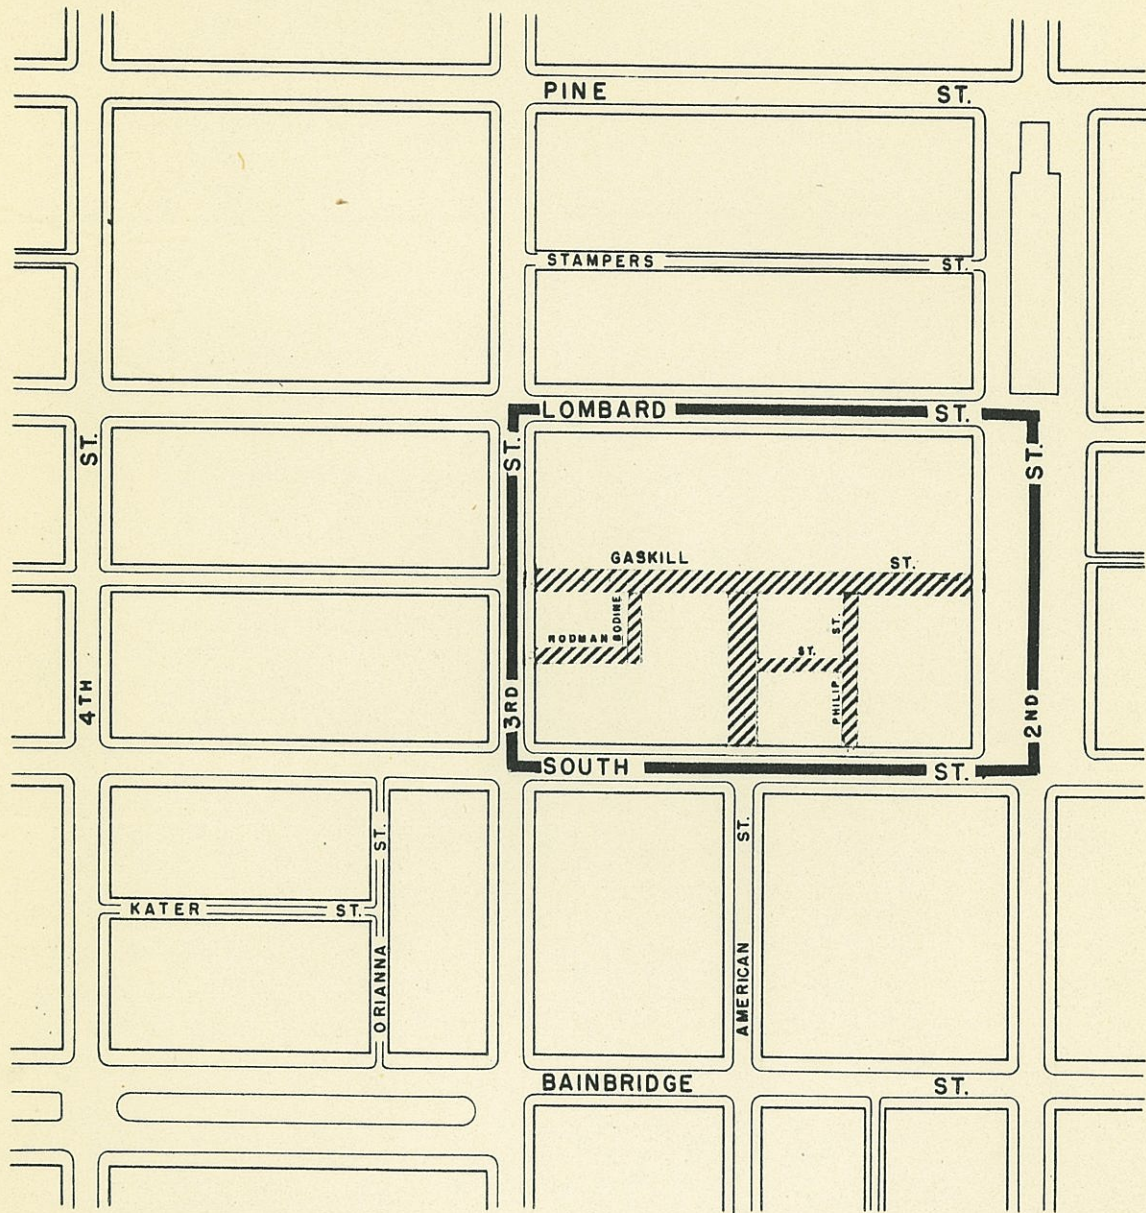 PINE ST.
STAMPERS ST.
LOMBARD ST.
ST.
ST.
ST.
GASKILL ST.
BODINE
ST.
RODMAN
ST.
PHILIP
4TH
3RD
2ND
SOUTH ST.
ST.
ST.
KATER ST.
ORIANNA
AMERICAN
BAINBRIDGE ST.